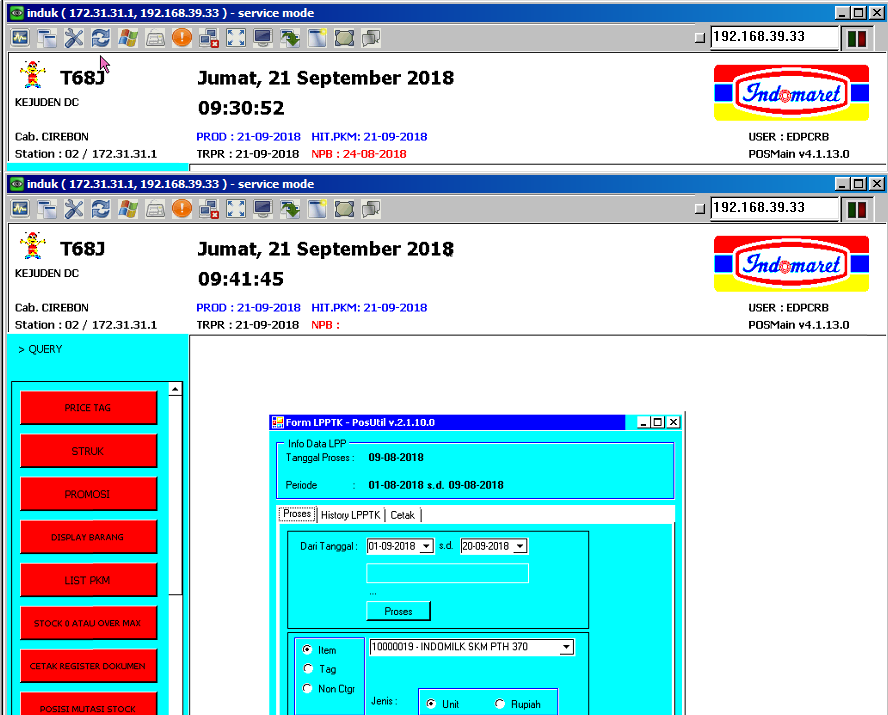 induk ( 172.31.31.1, 192.168.39.33 ) - service mode
192.168.39.33
T68J
Jumat, 21 September 2018
KEJUDEN DC
09:30:52
Indomaret
Cab. CIREBON
PROD : 21-09-2018 HIT.PKM: 21-09-2018
USER : EDPCRB
Station : 02 / 172.31.31.1
TRPR : 21-09-2018 NPB : 24-08-2018
POSMain v4.1.13.0
induk ( 172.31.31.1, 192.168.39.33 ) - service mode
192.168.39.33
T68J
Jumat, 21 September 2018
KEJUDEN DC
09:41:45
Indomaret
Cab. CIREBON
PROD : 21-09-2018 HIT.PKM: 21-09-2018
USER : EDPCRB
Station : 02 / 172.31.31.1
TRPR : 21-09-2018 NPB :
POSMain v4.1.13.0
> QUERY
PRICE TAG
STRUK
PROMOSI
DISPLAY BARANG
LIST PKM
STOCK 0 ATAU OVER MAX
CETAK REGISTER DOKUMEN
POSISI MUTASI STOCK
Form LPPTK - PosUtil v.2.1.10.0
Info Data LPP
Tanggal Proses : 09-08-2018
Periode : 01-08-2018 s.d. 09-08-2018
Proses History LPPTK Cetak
Dari Tanggal : 01-09-2018 s.d. 20-09-2018
...
Proses
Item
10000019 - INDOMILK SKM PTH 370
Tag
Non Ctgr
Jenis : Unit Rupiah